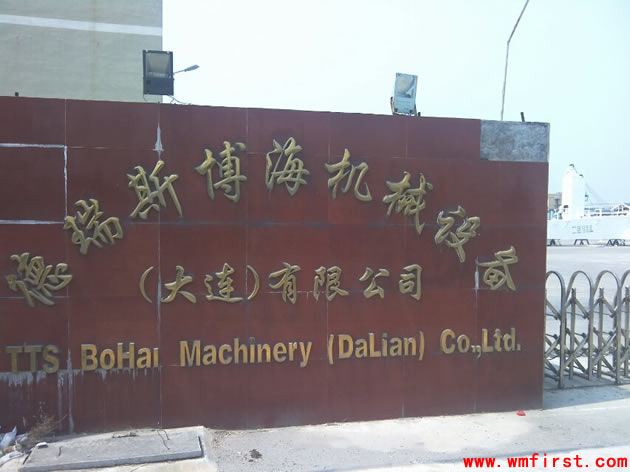 德瑞斯博海机械设备
（大连）有限公司
TTS BoHai Machinery (DaLian) Co.,Ltd.
www.wmfirst.com